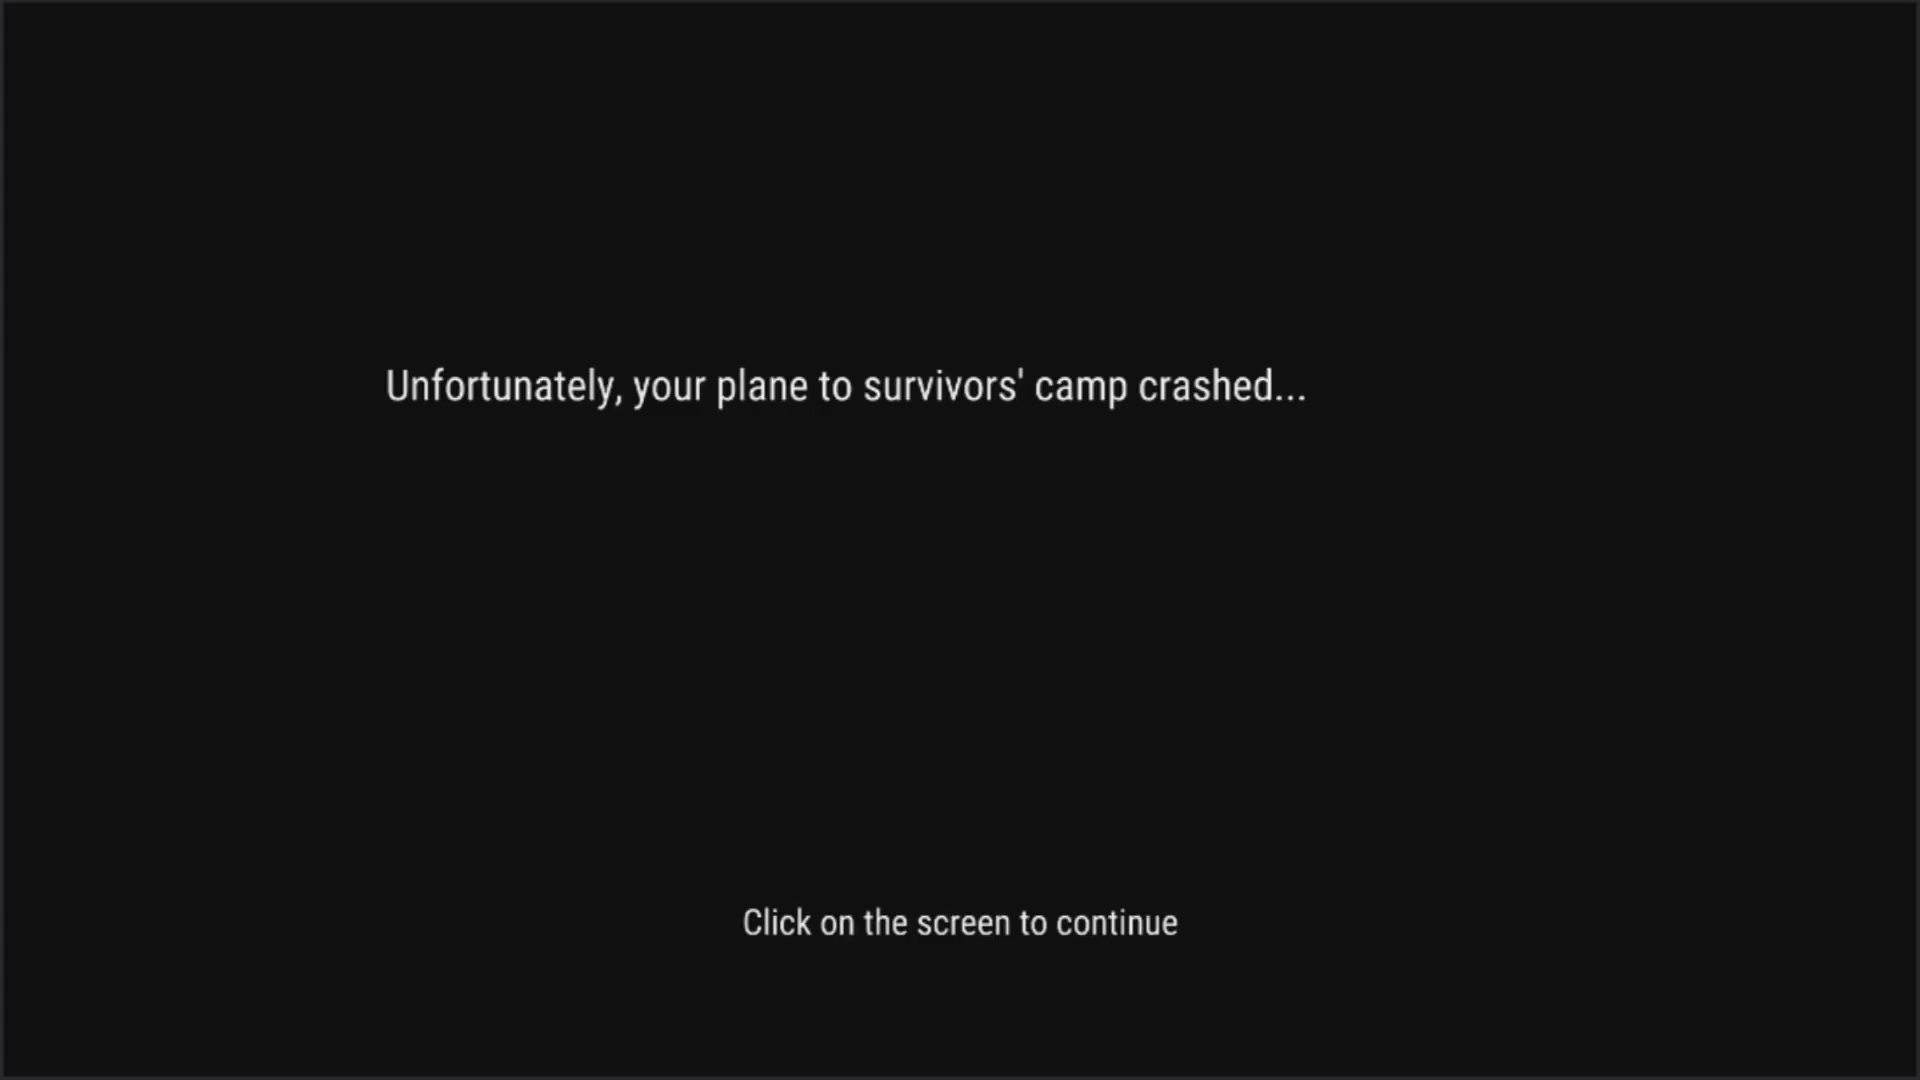 Unfortunately, your plane to survivors' camp crashed...
Click on the screen to continue